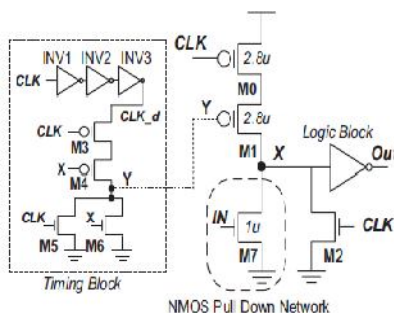 INV1 INV2 INV3
CLK
CLK_d
CLK
M3
X
M4
Y
CLK
X
M5
M6
Timing Block
CLK
2.8u
M0
Y
2.8u
M1
X
Logic Block
Out
IN
1u
M7
M2
CLK
NMOS Pull Down Network